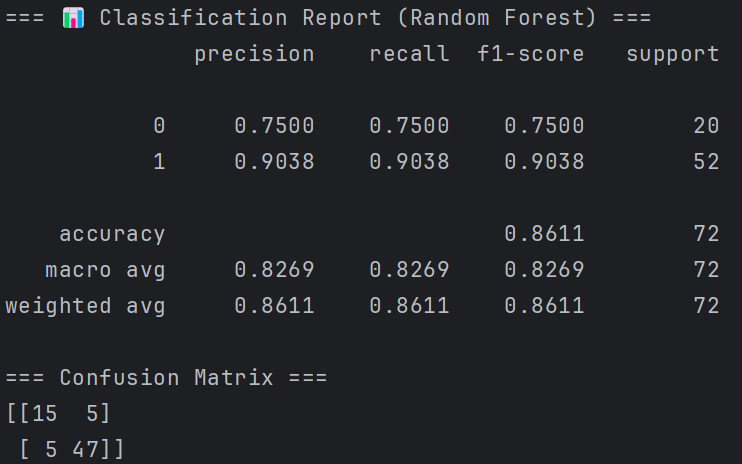 === 📊 Classification Report (Random Forest) ===
              precision    recall  f1-score   support

           0     0.7500    0.7500    0.7500        20
           1     0.9038    0.9038    0.9038        52

    accuracy                         0.8611        72
   macro avg     0.8269    0.8269    0.8269        72
weighted avg     0.8611    0.8611    0.8611        72

=== Confusion Matrix ===
[[15  5]
 [ 5 47]]